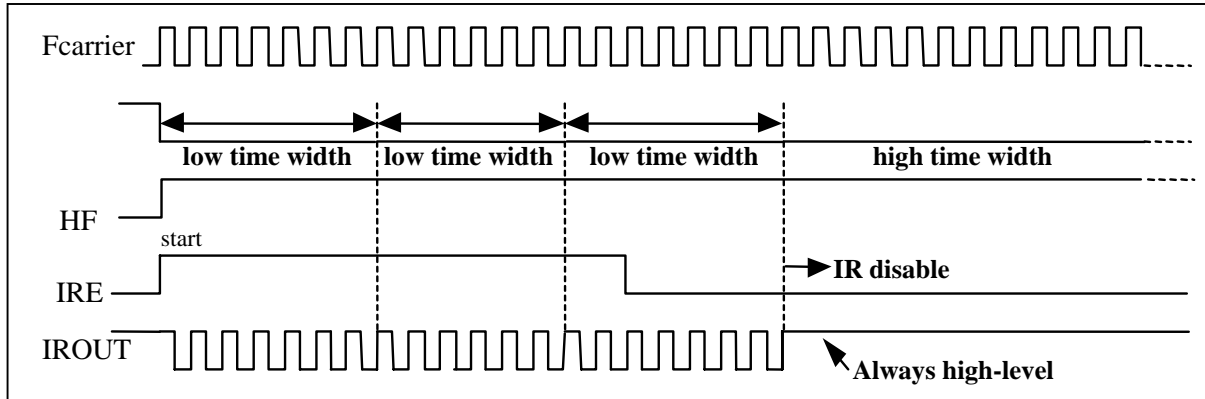 Fcarrier
low time width low time width low time width high time width
HF
start
IRE
IR disable
IROUT
Always high-level